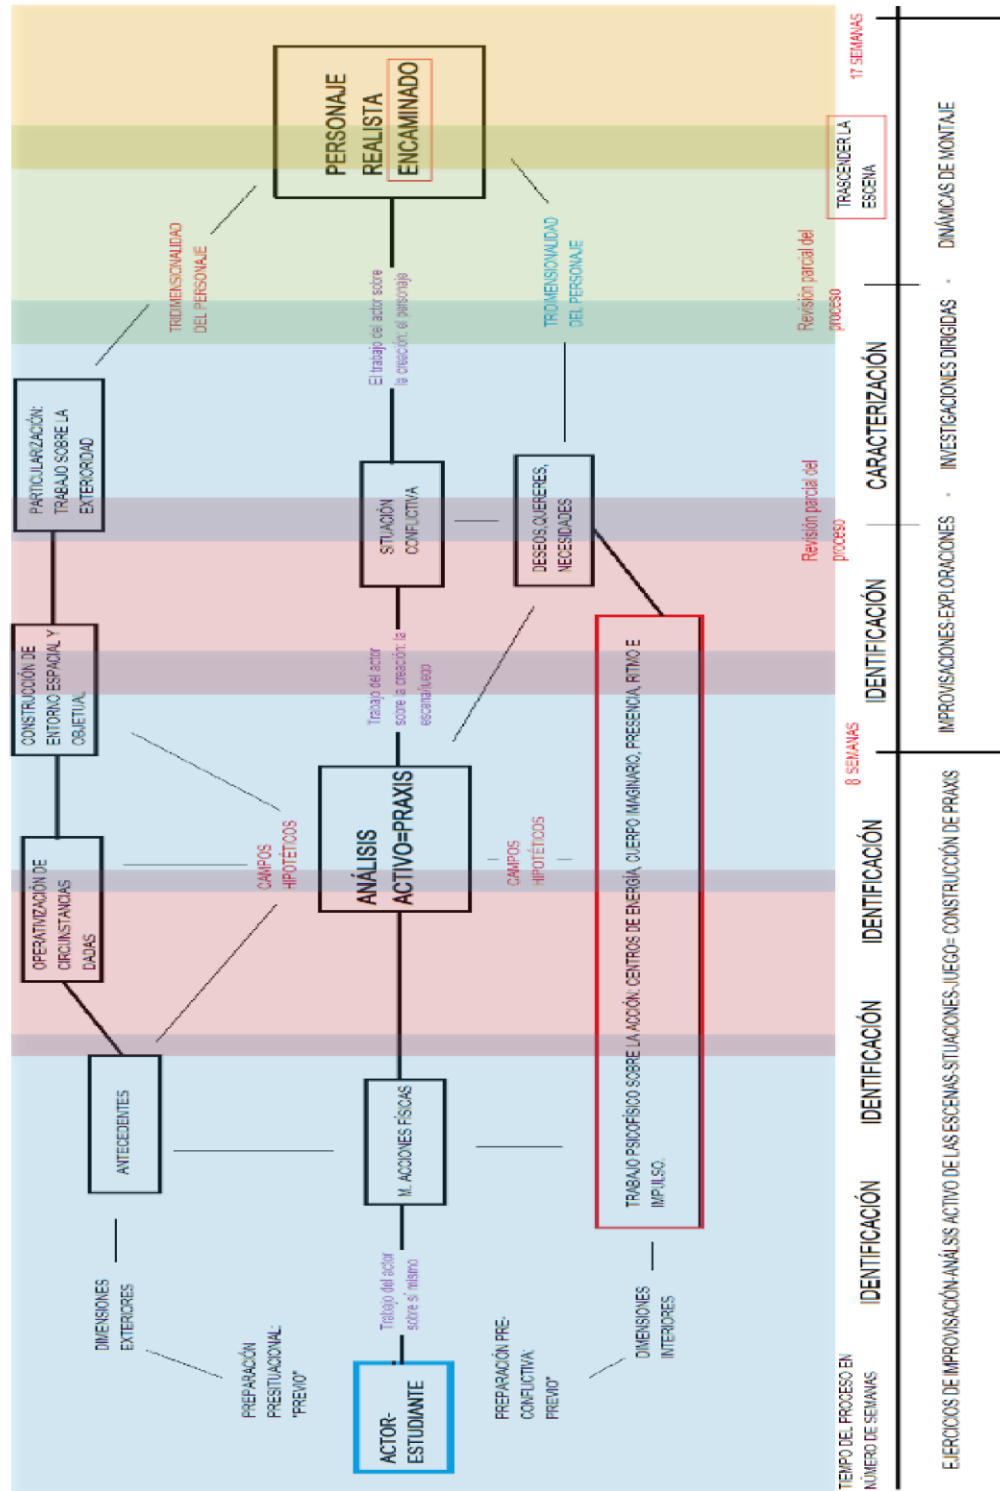 DIMENSIONES
EXTERIORES
PREPARACIÓN
PRESITUACIONAL:
"PREVIO"
ANTECEDENTES
OPERATIVIZACIÓN DE
CIRCUNSTANCIAS
DADAS
CONSTRUCCIÓN DE
ENTORNO ESPACIAL Y
OBJETUAL
PARTICULARIZACIÓN:
TRABAJO SOBRE LA
EXTERIORIDAD
TRIDIMENSIONALIDAD
DEL PERSONAJE
CAMPOS
HIPOTÉTICOS
ACTOR-
ESTUDIANTE
Trabajo del actor
sobre sí mismo
M. ACCIONES FÍSICAS
ANÁLISIS
ACTIVO=PRAXIS
Trabajo del actor
sobre la creación: la
escena/juego
SITUACIÓN
CONFLICTIVA
El trabajo del actor sobre
la creación: el personaje
PERSONAJE
REALISTA
ENCAMINADO
PREPARACIÓN PRE-
CONFLICTIVA:
PREVIO"
CAMPOS
HIPOTÉTICOS
DESEOS,QUERERES,
NECESIDADES
TRIDIMENSIONALIDAD
DEL PERSONAJE
DIMENSIONES
INTERIORES
TRABAJO PSICOFÍSICO SOBRE LA ACCIÓN: CENTROS DE ENERGÍA, CUERPO IMAGINARIO, PRESENCIA, RITMO E
IMPULSO.
TIEMPO DEL PROCESO EN
NÚMERO DE SEMANAS
8 SEMANAS
Revisión parcial del
proceso
Revisión parcial del
proceso
TRASCENDER LA
ESCENA
17 SEMANAS
IDENTIFICACIÓN
IDENTIFICACIÓN
IDENTIFICACIÓN
IDENTIFICACIÓN
CARACTERIZACIÓN
EJERCICIOS DE IMPROVISACIÓN-ANÁLSIS ACTIVO DE LAS ESCENAS-SITUACIONES-JUEGO= CONSTRUCCIÓN DE PRAXIS
IMPROVISACIONES-EXPLORACIONES - INVESTIGACIONES DIRIGIDAS - DINÁMICAS DE MONTAJE